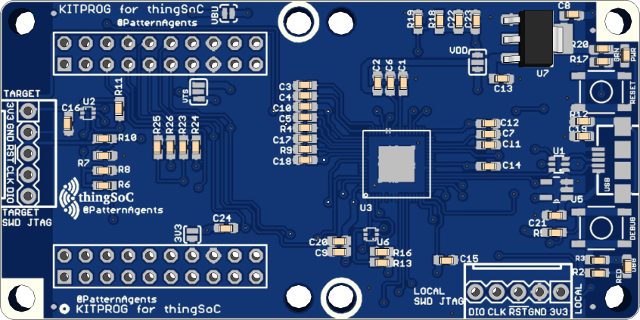 KITPROG for thingSoC
@PatternAgents
VBU
R19
R18
C22
C23
C8
VDD
U7
R20
R17
GRN
PWR
C13
RESET
TARGET
3V3
GND
RST
CLK
DIO
TARGET
SWD JTAG
C16
U2
R11
VTS
R10
R7
R8
R6
thingSoC
@PatternAgents
R25
R26
R23
R24
C3
C4
C10
C5
R4
C17
R9
C18
C2
C6
C1
U3
C12
C7
C11
C14
R12
C19
U1
USB
U5
C21
DEBUG
3V3
C24
C20
C9
U6
R16
R13
C15
R3
R2
RED
LOCAL
SWD JTAG
DIO CLK RST GND 3V3
LOCAL
@PatternAgents
KITPROG for thingSoC